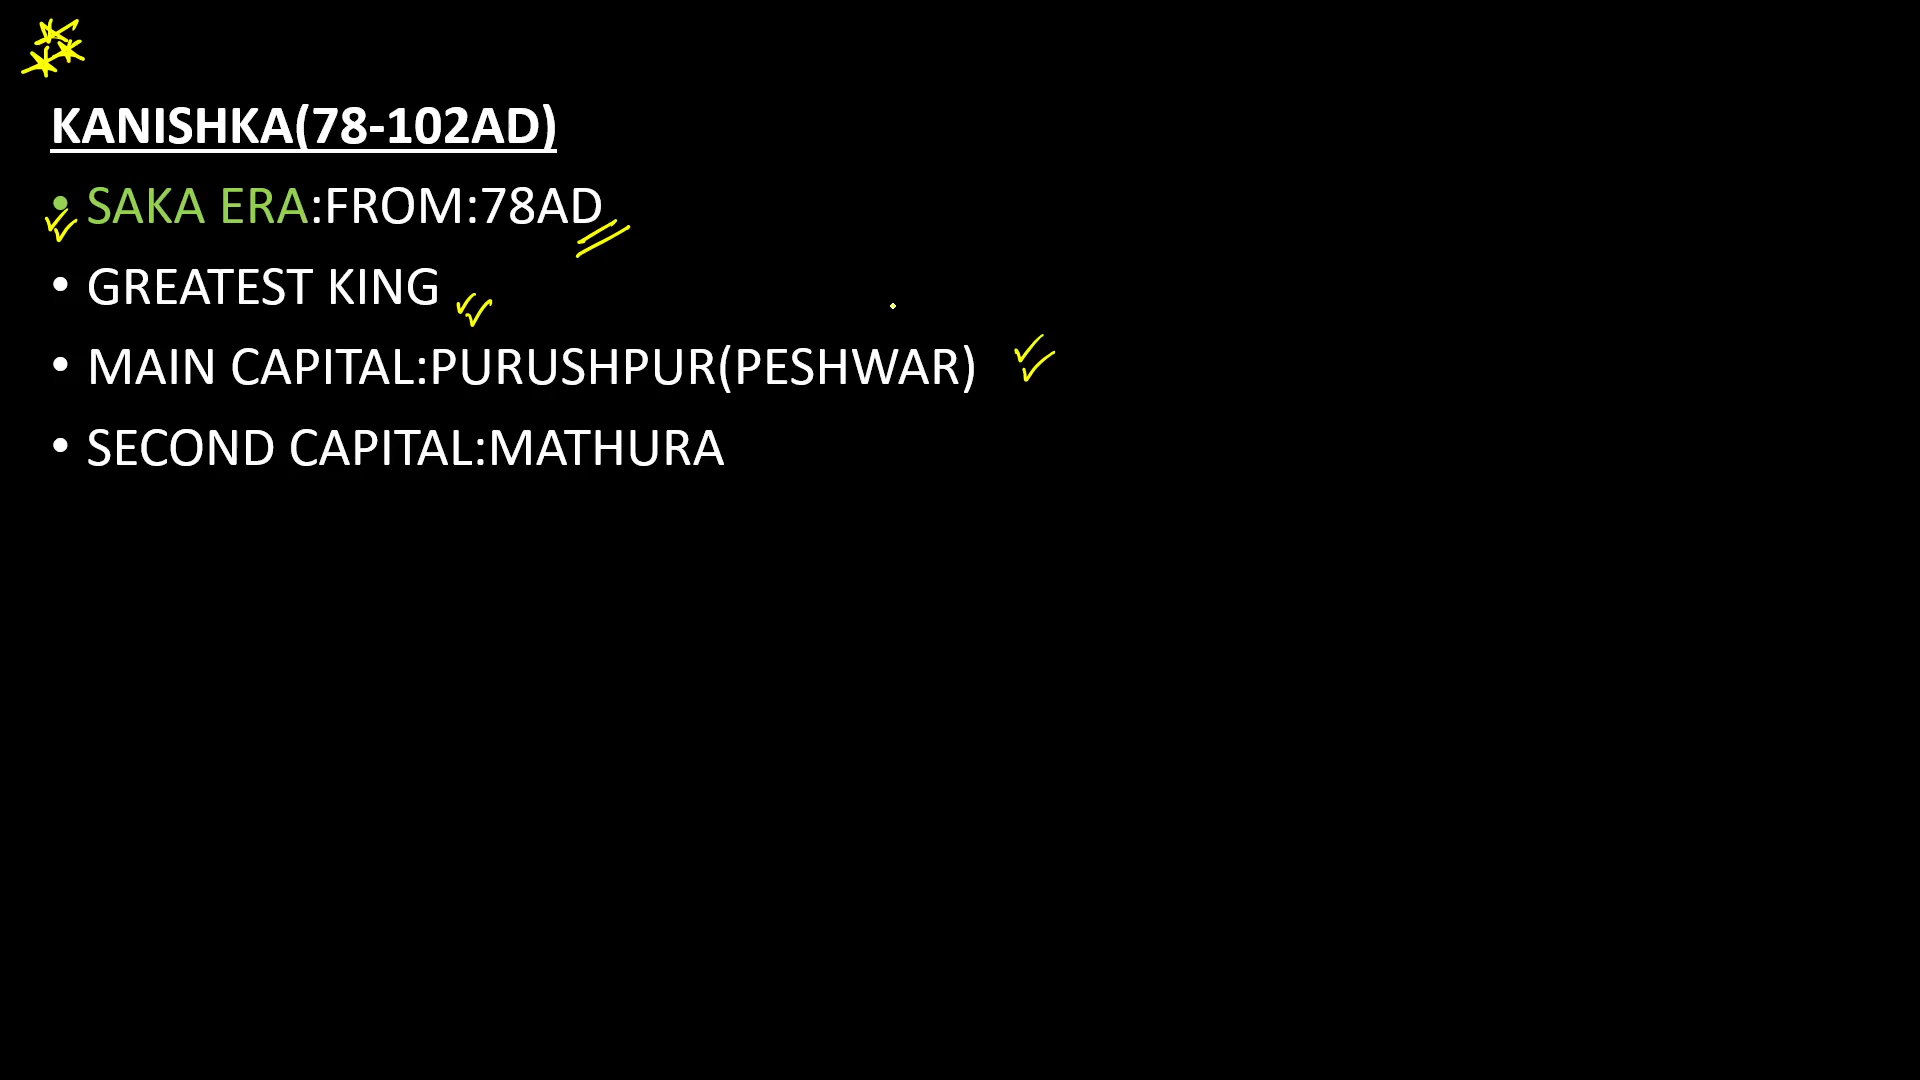 KANISHKA(78-102AD)
• SAKA ERA:FROM:78AD
• GREATEST KING
• MAIN CAPITAL:PURUSHPUR(PESHWAR)
• SECOND CAPITAL:MATHURA